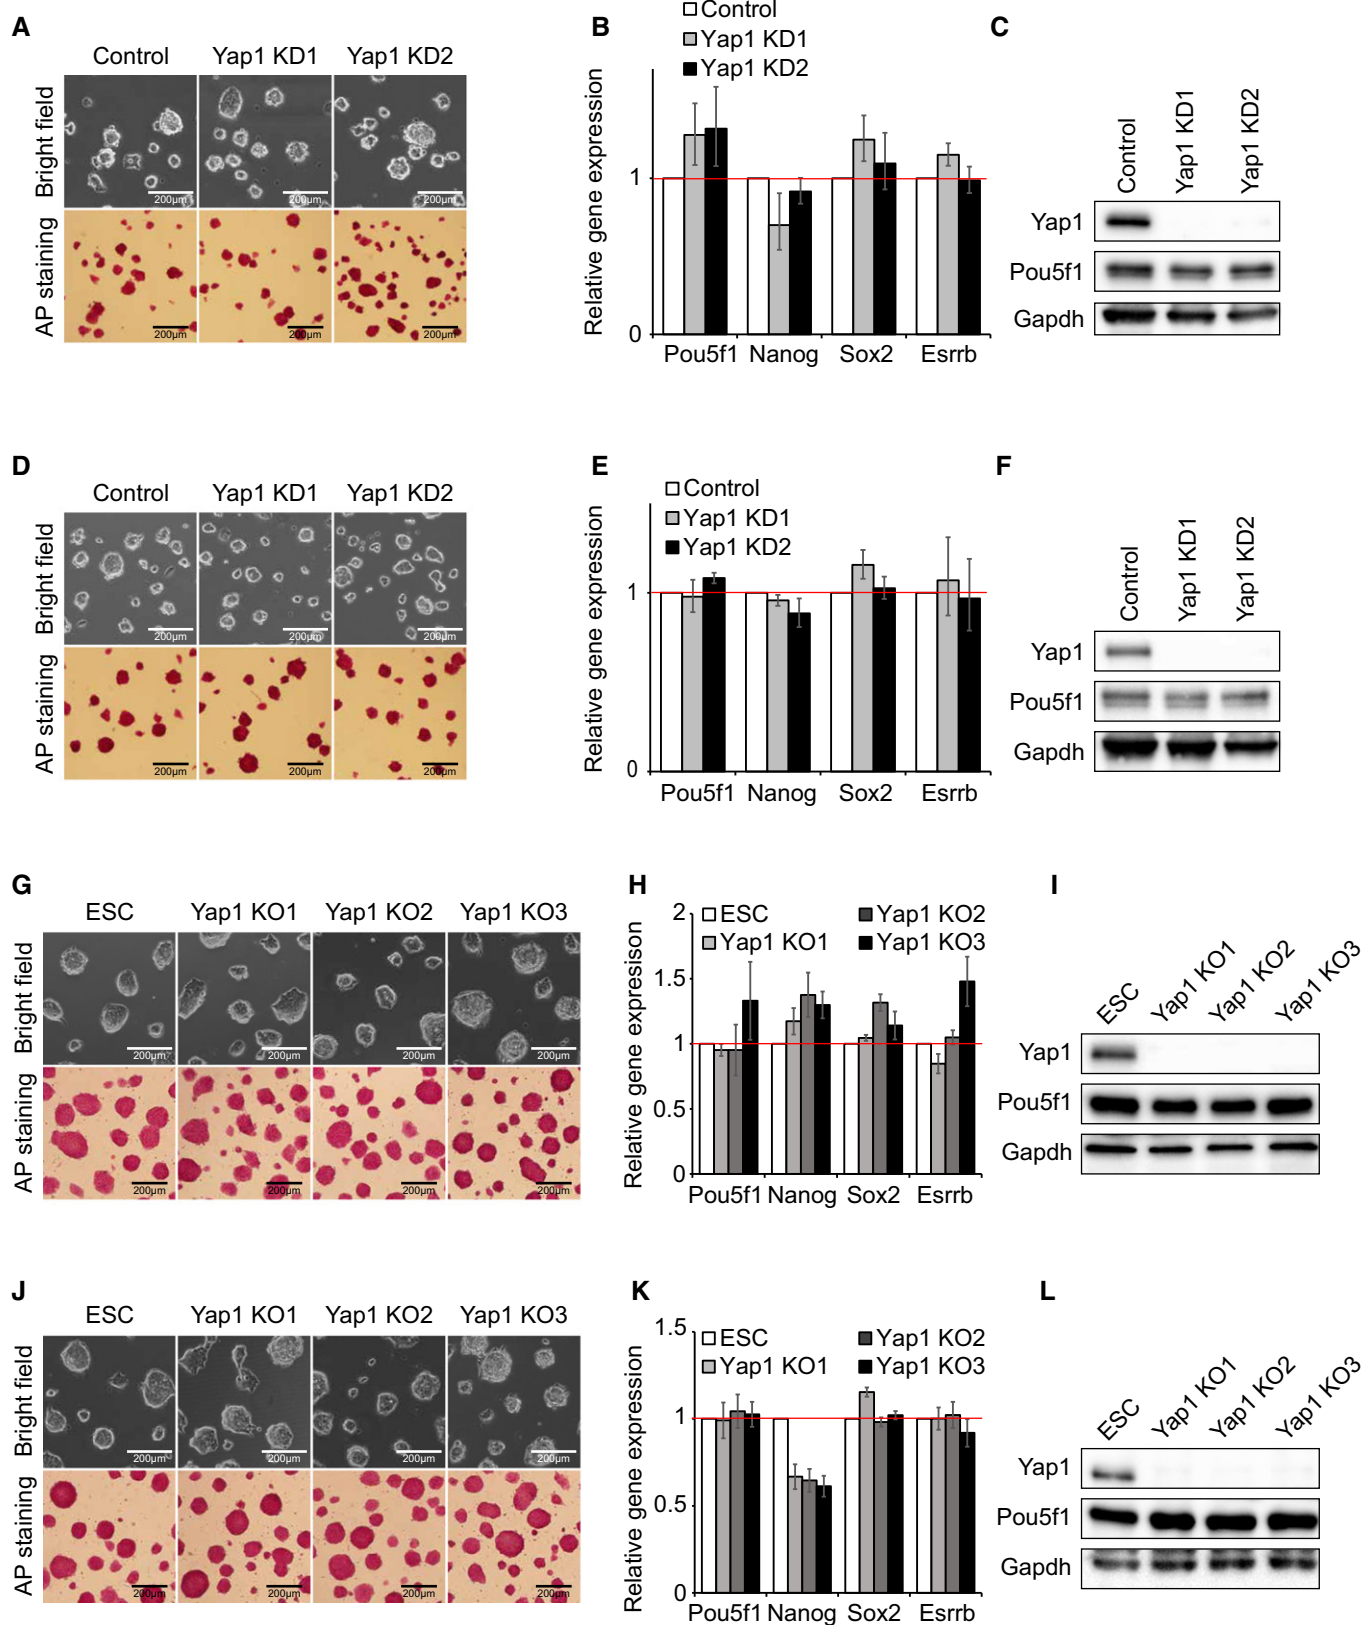 A
Control Yap1 KD1 Yap1 KD2
Bright field
200µm 200µm 200µm
AP staining
200µm 200µm 200µm
B
Control
Yap1 KD1
Yap1 KD2
Relative gene expression
1
0
Pou5f1 Nanog Sox2 Esrrb
C
Control Yap1 KD1 Yap1 KD2
Yap1
Pou5f1
Gapdh
D
Control Yap1 KD1 Yap1 KD2
Bright field
200µm 200µm 200µm
AP staining
200µm 200µm 200µm
E
Control
Yap1 KD1
Yap1 KD2
Relative gene expression
1
0
Pou5f1 Nanog Sox2 Esrrb
F
Control Yap1 KD1 Yap1 KD2
Yap1
Pou5f1
Gapdh
G
ESC Yap1 KO1 Yap1 KO2 Yap1 KO3
Bright field
200µm 200µm 200µm 200µm
AP staining
200µm 200µm 200µm 200µm
H
ESC Yap1 KO2
Yap1 KO1 Yap1 KO3
Relative gene expresison
2
1.5
1
0.5
0
Pou5f1 Nanog Sox2 Esrrb
I
ESC Yap1 KO1 Yap1 KO2 Yap1 KO3
Yap1
Pou5f1
Gapdh
J
ESC Yap1 KO1 Yap1 KO2 Yap1 KO3
Bright field
200µm 200µm 200µm 200µm
AP staining
200µm 200µm 200µm 200µm
K
ESC Yap1 KO2
Yap1 KO1 Yap1 KO3
Relative gene expression
1.5
1
0.5
0
Pou5f1 Nanog Sox2 Esrrb
L
ESC Yap1 KO1 Yap1 KO2 Yap1 KO3
Yap1
Pou5f1
Gapdh